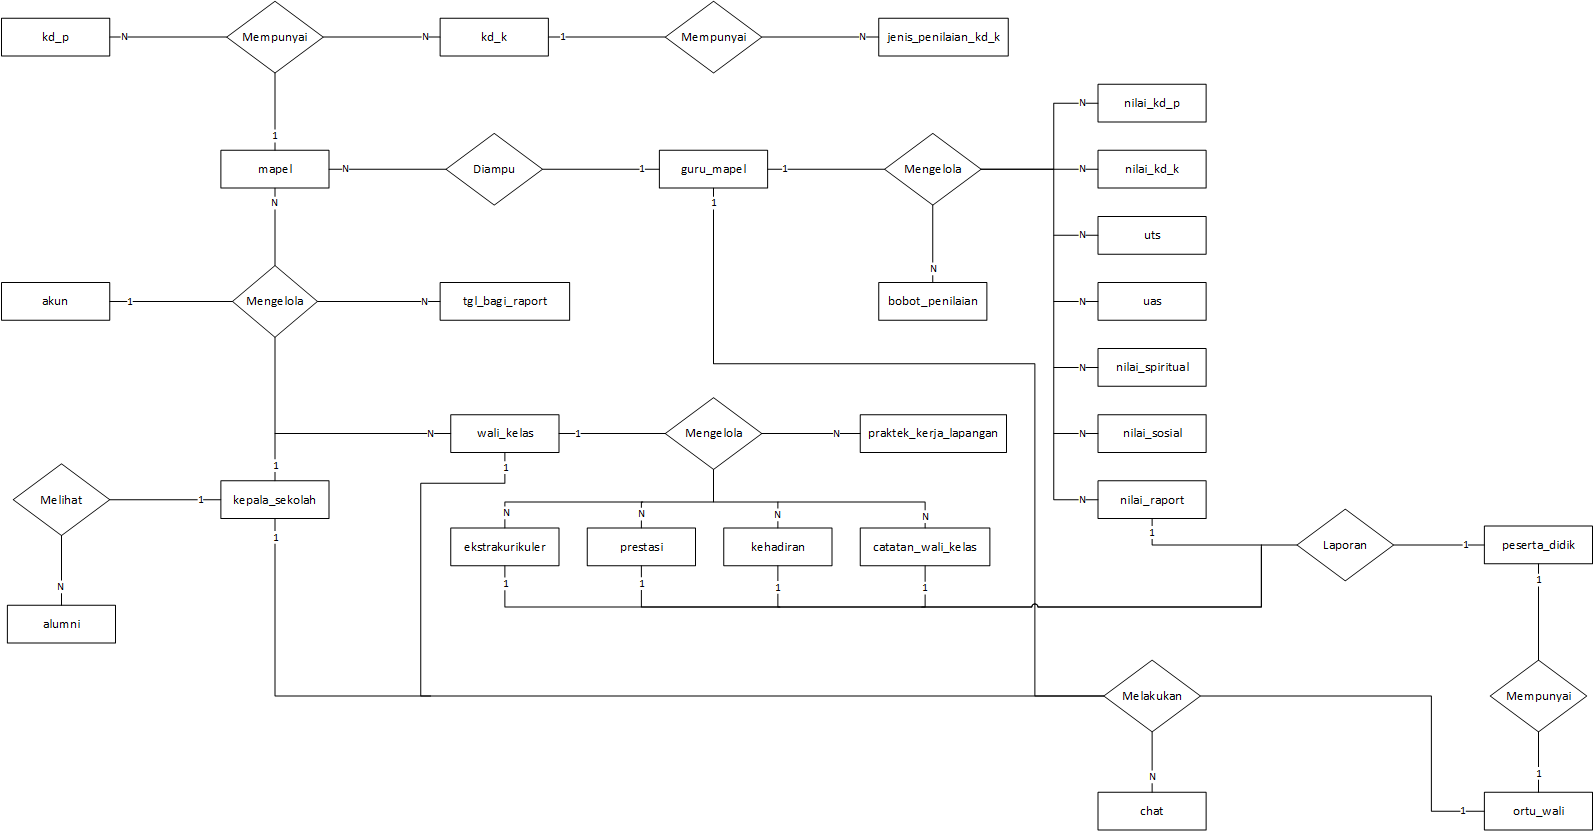 kd_p
N
Mempunyai
N
kd_k
1
Mempunyai
N
jenis_penilaian_kd_k
N
nilai_kd_p
1
mapel
N
Diampu
1
guru_mapel
1
Mengelola
N
nilai_kd_k
N
1
N
uts
N
akun
1
Mengelola
N
tgl_bagi_raport
bobot_penilaian
N
uas
N
nilai_spiritual
N
wali_kelas
1
Mengelola
N
praktek_kerja_lapangan
N
nilai_sosial
1
1
Melihat
1
kepala_sekolah
N
nilai_raport
N
N
N
N
1
1
ekstrakurikuler
prestasi
kehadiran
catatan_wali_kelas
Laporan
1
peserta_didik
N
1
1
1
1
1
alumni
Melakukan
Mempunyai
N
1
chat
1
ortu_wali